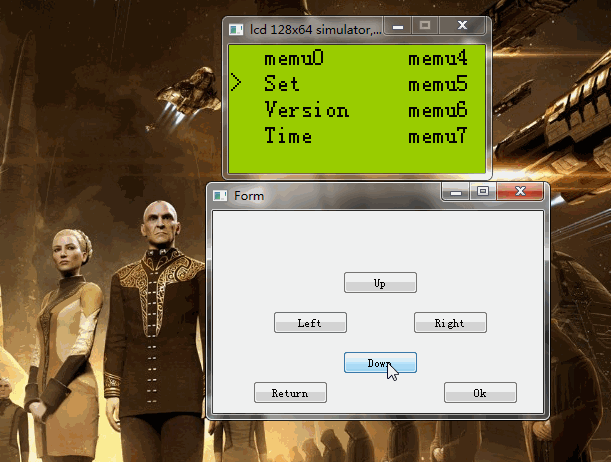 lcd 128x64 simulator,...
memu0 memu4
> Set memu5
Version memu6
Time memu7
Form
Up
Left Right
Down
Return Ok